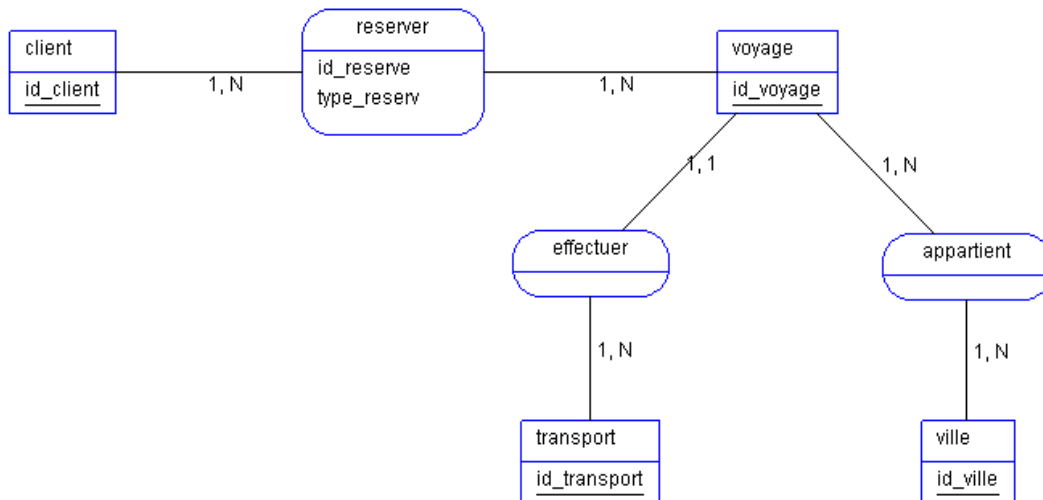 client
id_client
1, N
reserver
id_reserve
type_reserv
1, N
voyage
id_voyage
1, 1
1, N
effectuer
appartient
1, N
1, N
transport
id_transport
ville
id_ville